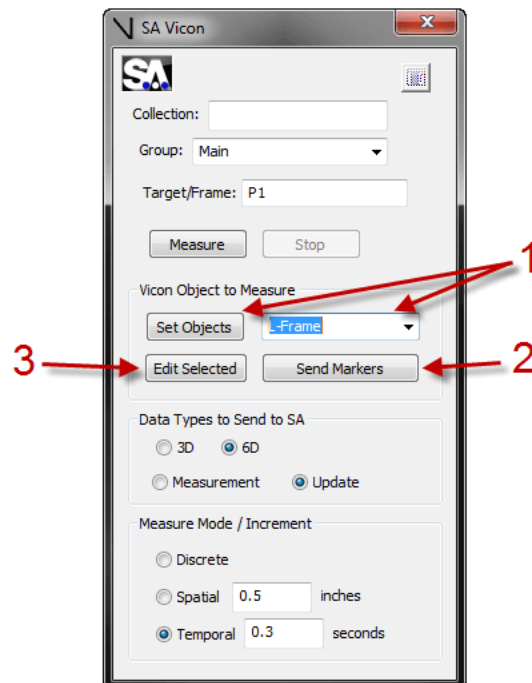 SA Vicon
SA
Collection:
Group: Main
Target/Frame: P1
Measure Stop
1
Vicon Object to Measure
Set Objects L-Frame
3 Edit Selected Send Markers 2
Data Types to Send to SA
3D 6D
Measurement Update
Measure Mode / Increment
Discrete
Spatial 0.5 inches
Temporal 0.3 seconds